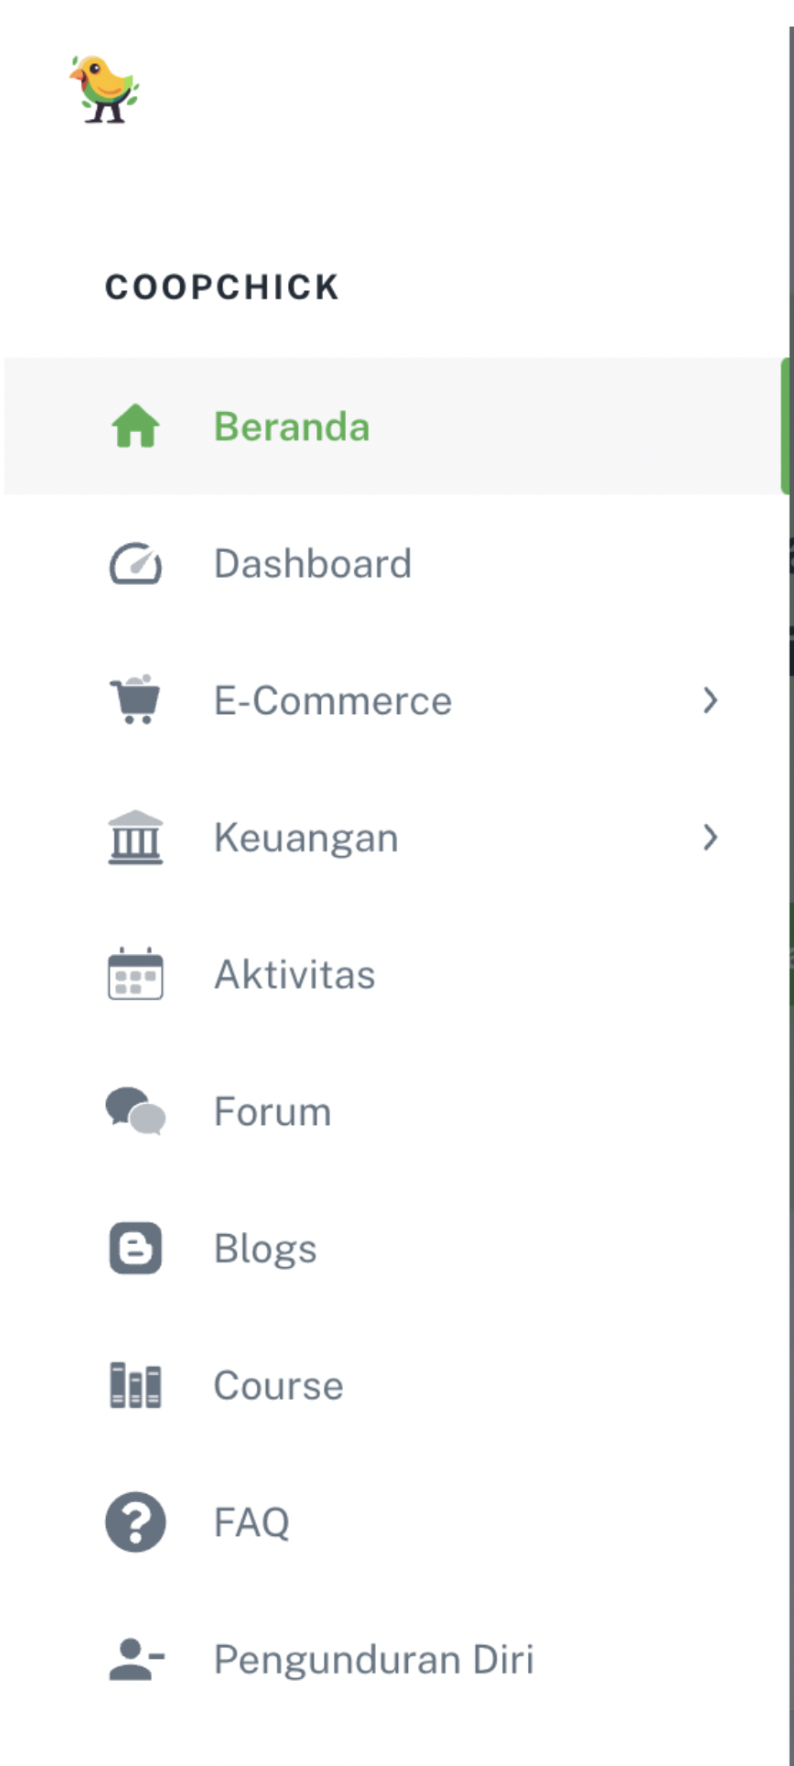 COOPCHICK
Beranda
Dashboard
E-Commerce
Keuangan
Aktivitas
Forum
Blogs
Course
FAQ
Pengunduran Diri